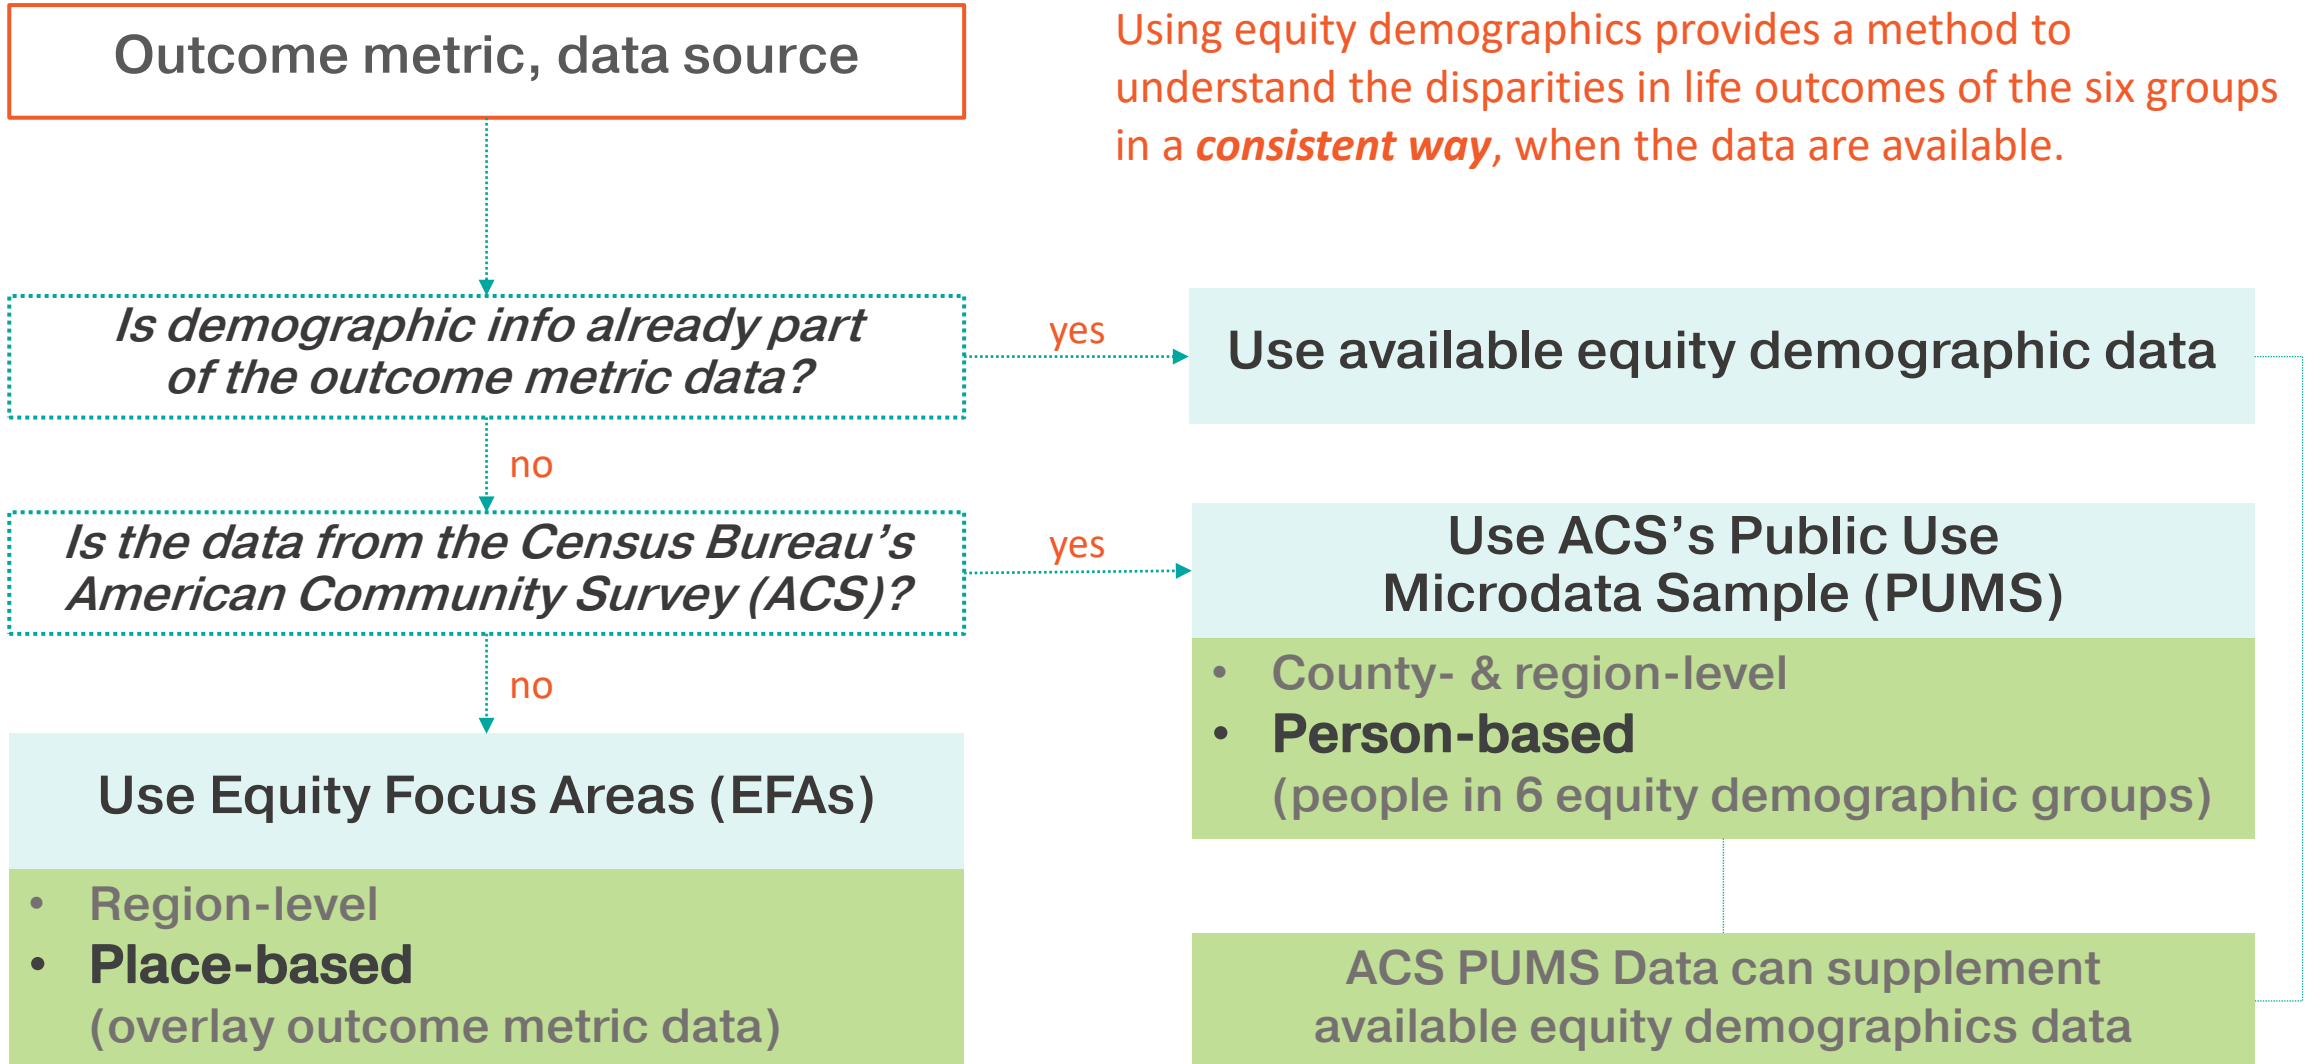 Outcome metric, data source
Using equity demographics provides a method to
understand the disparities in life outcomes of the six groups
in a consistent way, when the data are available.
Is demographic info already part
of the outcome metric data?
yes
Use available equity demographic data
no
Is the data from the Census Bureau’s
American Community Survey (ACS)?
yes
Use ACS’s Public Use
Microdata Sample (PUMS)
• County- & region-level
• Person-based
(people in 6 equity demographic groups)
no
Use Equity Focus Areas (EFAs)
• Region-level
• Place-based
(overlay outcome metric data)
ACS PUMS Data can supplement
available equity demographics data